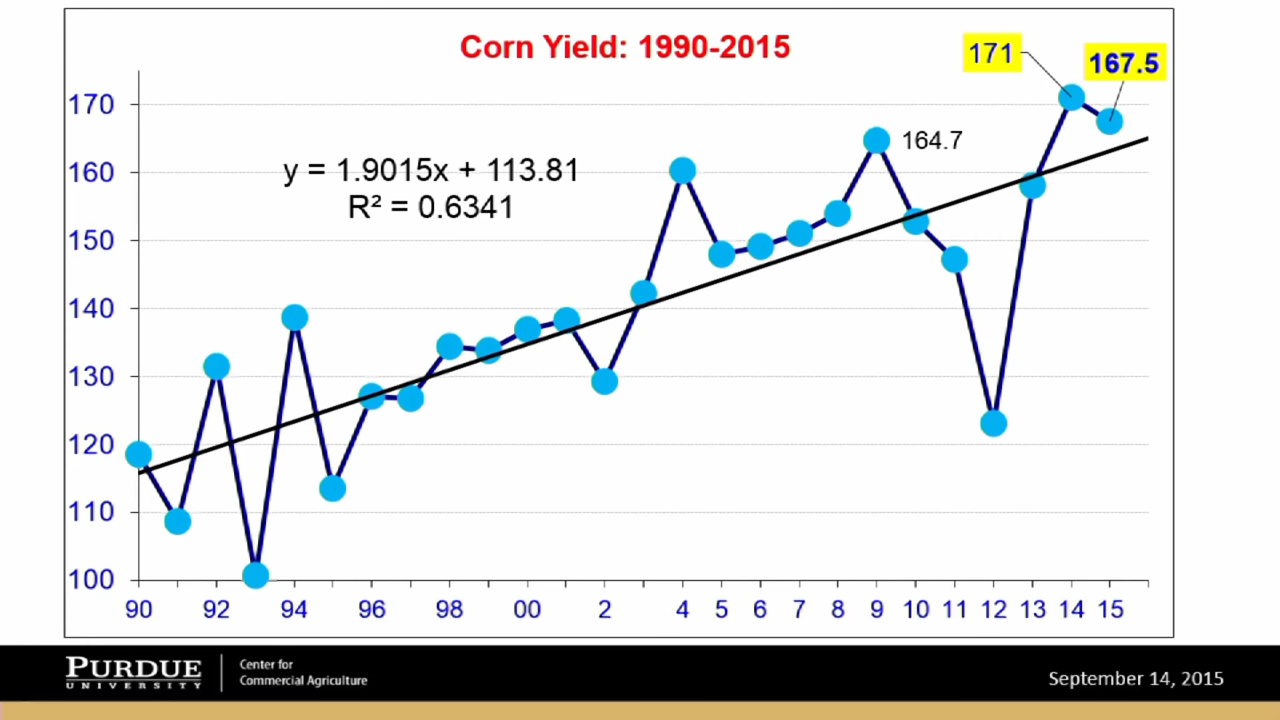 Corn Yield: 1990-2015
171
167.5
164.7
y = 1.9015x + 113.81
R² = 0.6341
170
160
150
140
130
120
110
100
90 92 94 96 98 00 2 4 5 6 7 8 9 10 11 12 13 14 15
PURDUE
UNIVERSITY
Center for
Commercial Agriculture
September 14, 2015